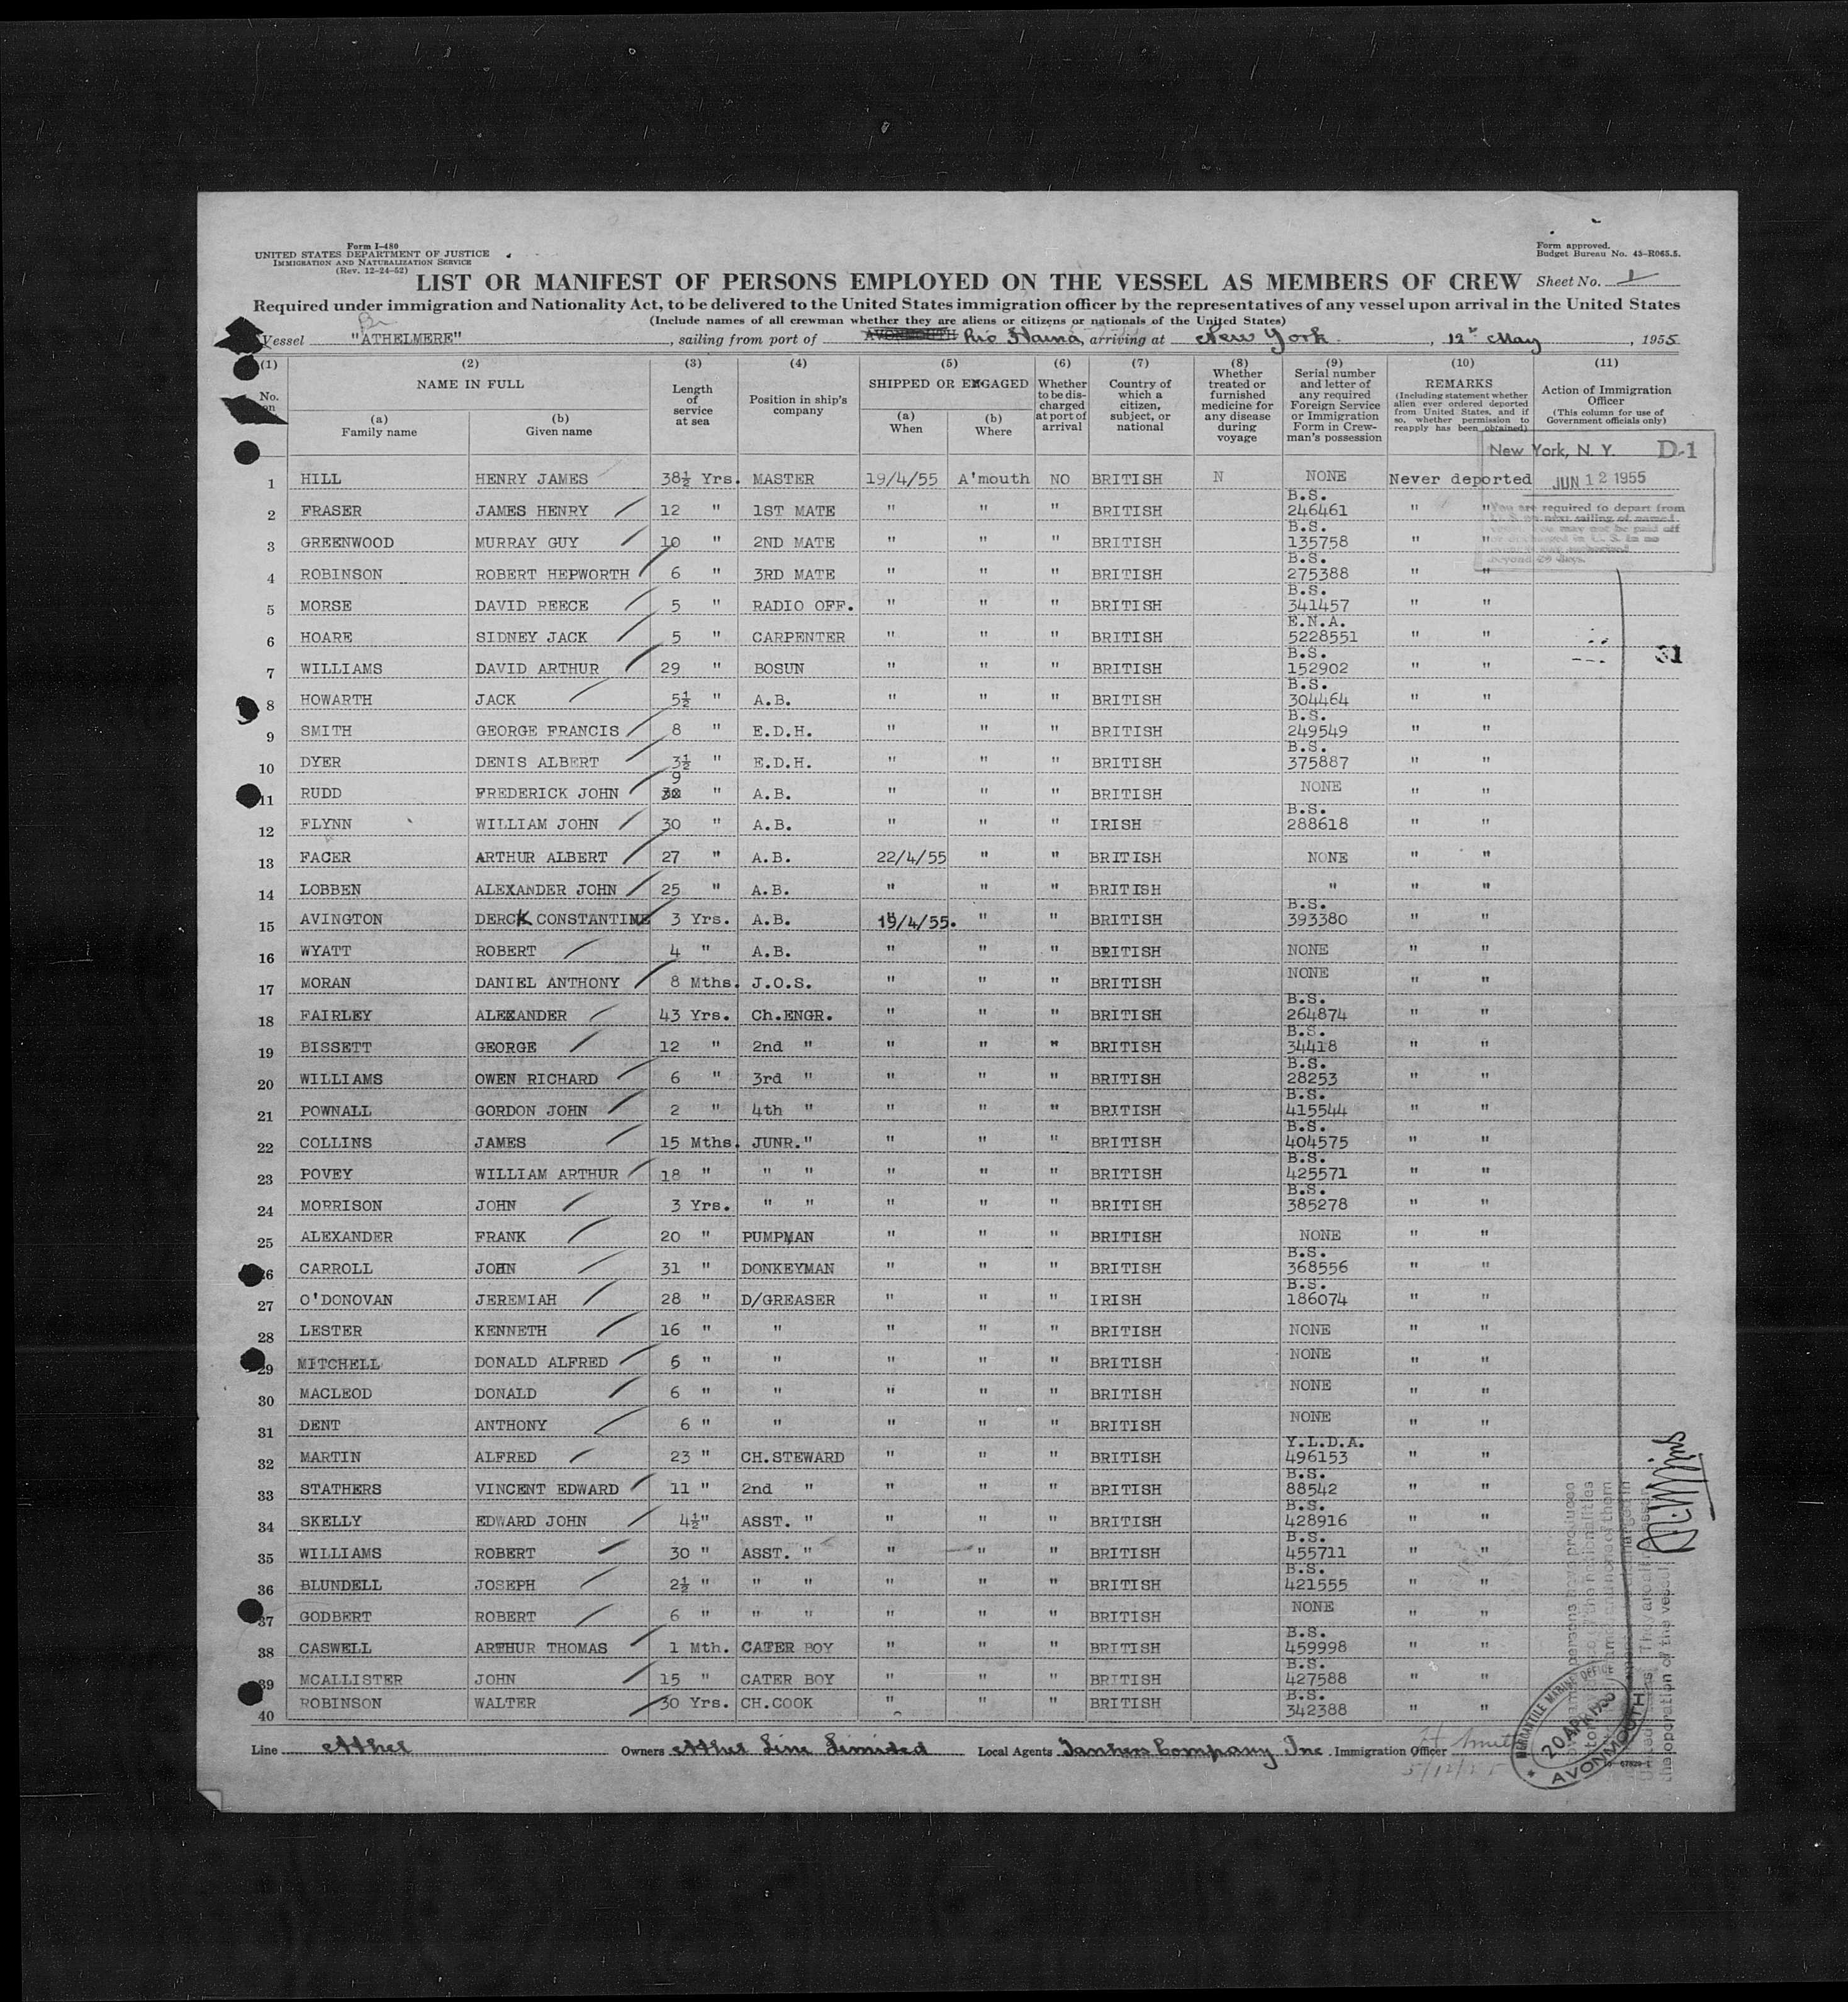 Form I-480
UNITED STATES DEPARTMENT OF JUSTICE
IMMIGRATION AND NATURALIZATION SERVICE
(Rev. 12-24-52)
Form approved.
Budget Bureau No. 43-R065.5.
LIST OR MANIFEST OF PERSONS EMPLOYED ON THE VESSEL AS MEMBERS OF CREW
Sheet No. 1
Required under immigration and Nationality Act, to be delivered to the United States immigration officer by the representatives of any vessel upon arrival in the United States
(Include names of all crewman whether they are aliens or citizens or nationals of the United States)
Br
Vessel "ATHELMERE", sailing from port of AVONMOUTH Rio Haina, arriving at New York, 12th May, 1955
(1) (2) (3) (4) (5) (6) (7) (8) (9) (10) (11)
No. NAME IN FULL
(a) Family name (b) Given name
Length of service at sea
Position in ship's company
SHIPPED OR ENGAGED
(a) When (b) Where
Whether to be discharged at port of arrival
Country of which a citizen, subject, or national
Whether treated or furnished medicine for any disease during voyage
Serial number and letter of any required Foreign Service or Immigration Form in Crewman's possession
REMARKS
(Including statement whether alien ever ordered deported from United States, and if so, whether permission to reapply has been obtained)
Action of Immigration Officer
(This column for use of Government officials only)
New York, N. Y. D-1
JUN 12 1955
You are required to depart from
1 HILL HENRY JAMES 38½ Yrs. MASTER 19/4/55 A'mouth NO BRITISH N NONE Never deported
2 FRASER JAMES HENRY 12 " 1ST MATE " " " BRITISH B.S. 246461 " "
3 GREENWOOD MURRAY GUY 10 " 2ND MATE " " " BRITISH B.S. 135758 " "
4 ROBINSON ROBERT HEPWORTH 6 " 3RD MATE " " " BRITISH B.S. 275388 " "
5 MORSE DAVID REECE 5 " RADIO OFF. " " " BRITISH B.S. 341457 " "
6 HOARE SIDNEY JACK 5 " CARPENTER " " " BRITISH E.N.A. 5228551 " "
7 WILLIAMS DAVID ARTHUR 29 " BOSUN " " " BRITISH B.S. 152902 " " 31
8 HOWARTH JACK 5½ " A.B. " " " BRITISH B.S. 304464 " "
9 SMITH GEORGE FRANCIS 8 " E.D.H. " " " BRITISH B.S. 249549 " "
10 DYER DENIS ALBERT 3½ " E.D.H. " " " BRITISH B.S. 375887 " "
11 RUDD FREDERICK JOHN 9 " A.B. " " " BRITISH NONE " "
12 FLYNN WILLIAM JOHN 30 " A.B. " " " IRISH B.S. 288618 " "
13 FACER ARTHUR ALBERT 27 " A.B. 22/4/55 " " BRITISH NONE " "
14 LOBBEN ALEXANDER JOHN 25 " A.B. " " " BRITISH " " "
15 AVINGTON DERCK CONSTANTINE 3 Yrs. A.B. 19/4/55. " " BRITISH B.S. 393380 " "
16 WYATT ROBERT 4 " A.B. " " " BRITISH NONE " "
17 MORAN DANIEL ANTHONY 8 Mths. J.O.S. " " " BRITISH NONE " "
18 FAIRLEY ALEXANDER 43 Yrs. Ch.ENGR. " " " BRITISH B.S. 264874 " "
19 BISSETT GEORGE 12 " 2nd " " " " BRITISH B.S. 34418 " "
20 WILLIAMS OWEN RICHARD 6 " 3rd " " " " BRITISH B.S. 28253 " "
21 POWNALL GORDON JOHN 2 " 4th " " " " BRITISH B.S. 415544 " "
22 COLLINS JAMES 15 Mths. JUNR." " " " BRITISH B.S. 404575 " "
23 POVEY WILLIAM ARTHUR 18 " " " " " " BRITISH B.S. 425571 " "
24 MORRISON JOHN 3 Yrs. " " " " " BRITISH B.S. 385278 " "
25 ALEXANDER FRANK 20 " PUMPMAN " " " BRITISH NONE " "
26 CARROLL JOHN 31 " DONKEYMAN " " " BRITISH B.S. 368556 " "
27 O'DONOVAN JEREMIAH 28 " D/GREASER " " " IRISH B.S. 186074 " "
28 LESTER KENNETH 16 " " " " " BRITISH NONE " "
29 MITCHELL DONALD ALFRED 6 " " " " " BRITISH NONE " "
30 MACLEOD DONALD 6 " " " " " BRITISH NONE " "
31 DENT ANTHONY 6 " " " " " BRITISH NONE " "
32 MARTIN ALFRED 23 " CH.STEWARD " " " BRITISH Y.L.D.A. 496153 " "
33 STATHERS VINCENT EDWARD 11 " 2nd " " " " BRITISH B.S. 88542 " "
34 SKELLY EDWARD JOHN 4½" ASST. " " " " BRITISH B.S. 428916 " "
35 WILLIAMS ROBERT 30 " ASST. " " " " BRITISH B.S. 455711 " "
36 BLUNDELL JOSEPH 2½ " " " " " " BRITISH B.S. 421555 " "
37 GODBERT ROBERT 6 " " " " " " BRITISH NONE " "
38 CASWELL ARTHUR THOMAS 1 Mth. CATER BOY " " " BRITISH B.S. 459998 " "
39 MCALLISTER JOHN 15 " CATER BOY " " " BRITISH B.S. 427588 " "
40 ROBINSON WALTER 30 Yrs. CH.COOK " " " BRITISH B.S. 342388 " "
the operation of the vessel
MERCANTILE MARINE OFFICE
20 APR 1955
AVONMOUTH
Line Athel Owners Athel Line Limited Local Agents Tankers Company Inc. Immigration Officer H Smith
5/12/55